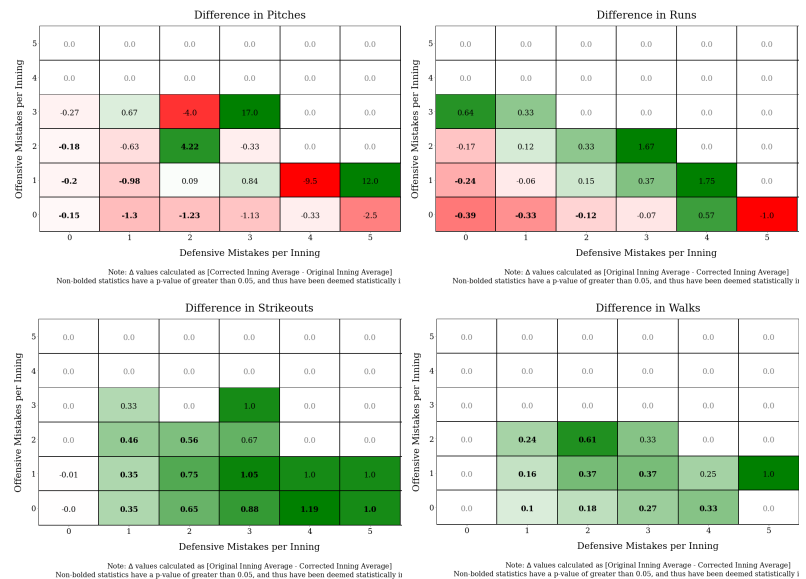 Difference in Pitches
Offensive Mistakes per Inning
5 0.0 0.0 0.0 0.0 0.0 0.0
4 0.0 0.0 0.0 0.0 0.0 0.0
3 -0.27 0.67 -4.0 17.0 0.0 0.0
2 -0.18 -0.63 4.22 -0.33 0.0 0.0
1 -0.2 -0.98 0.09 0.84 9.5 12.0
0 -0.15 -1.3 -1.23 -1.13 -0.33 -2.5
0 1 2 3 4 5
Defensive Mistakes per Inning
Note: Δ values calculated as [Corrected Inning Average - Original Inning Average]
Non-bolded statistics have a p-value of greater than 0.05, and thus have been deemed statistically i
Difference in Runs
Offensive Mistakes per Inning
5 0.0 0.0 0.0 0.0 0.0 0.0
4 0.0 0.0 0.0 0.0 0.0 0.0
3 0.64 0.33 0.0 0.0 0.0 0.0
2 -0.17 0.12 0.33 1.67 0.0 0.0
1 -0.24 -0.06 0.15 0.37 1.75 0.0
0 -0.39 -0.33 -0.12 -0.07 0.57 -1.0
0 1 2 3 4 5
Defensive Mistakes per Inning
Note: Δ values calculated as [Original Inning Average - Corrected Inning Average]
Non-bolded statistics have a p-value of greater than 0.05, and thus have been deemed statistically i
Difference in Strikeouts
Offensive Mistakes per Inning
5 0.0 0.0 0.0 0.0 0.0 0.0
4 0.0 0.0 0.0 0.0 0.0 0.0
3 0.0 0.33 0.0 1.0 0.0 0.0
2 0.0 0.46 0.56 0.67 0.0 0.0
1 -0.01 0.35 0.75 1.05 1.0 1.0
0 -0.0 0.35 0.65 0.88 1.19 1.0
0 1 2 3 4 5
Defensive Mistakes per Inning
Note: Δ values calculated as [Original Inning Average - Corrected Inning Average]
Non-bolded statistics have a p-value of greater than 0.05, and thus have been deemed statistically i
Difference in Walks
Offensive Mistakes per Inning
5 0.0 0.0 0.0 0.0 0.0 0.0
4 0.0 0.0 0.0 0.0 0.0 0.0
3 0.0 0.0 0.0 0.0 0.0 0.0
2 0.0 0.24 0.61 0.33 0.0 0.0
1 0.0 0.16 0.37 0.37 0.25 1.0
0 0.0 0.1 0.18 0.27 0.33 0.0
0 1 2 3 4 5
Defensive Mistakes per Inning
Note: Δ values calculated as [Original Inning Average - Corrected Inning Average]
Non-bolded statistics have a p-value of greater than 0.05, and thus have been deemed statistically i